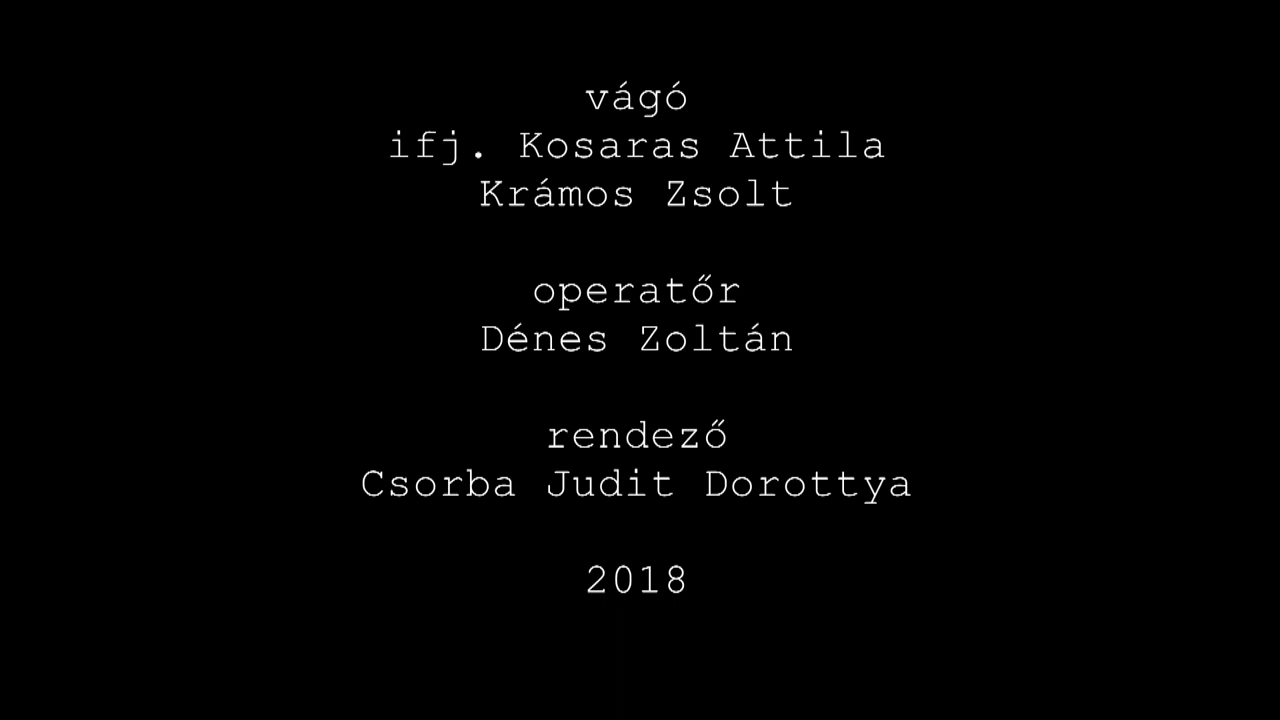 vágó
ifj. Kosaras Attila
Krámos Zsolt
operatőr
Dénes Zoltán
rendező
Csorba Judit Dorottya
2018